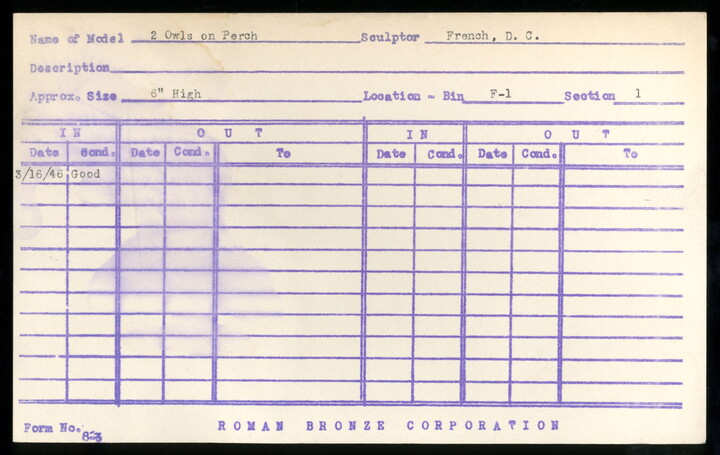 Name of Model 2 Owls on Perch Sculptor French, D. C.
Description
Approx. Size 6" High Location - Bin F-1 Section 1
IN OUT IN OUT
Date Cond. Date Cond. To Date Cond. Date Cond. To
3/16/46 Good
Form No. 8-3 ROMAN BRONZE CORPORATION